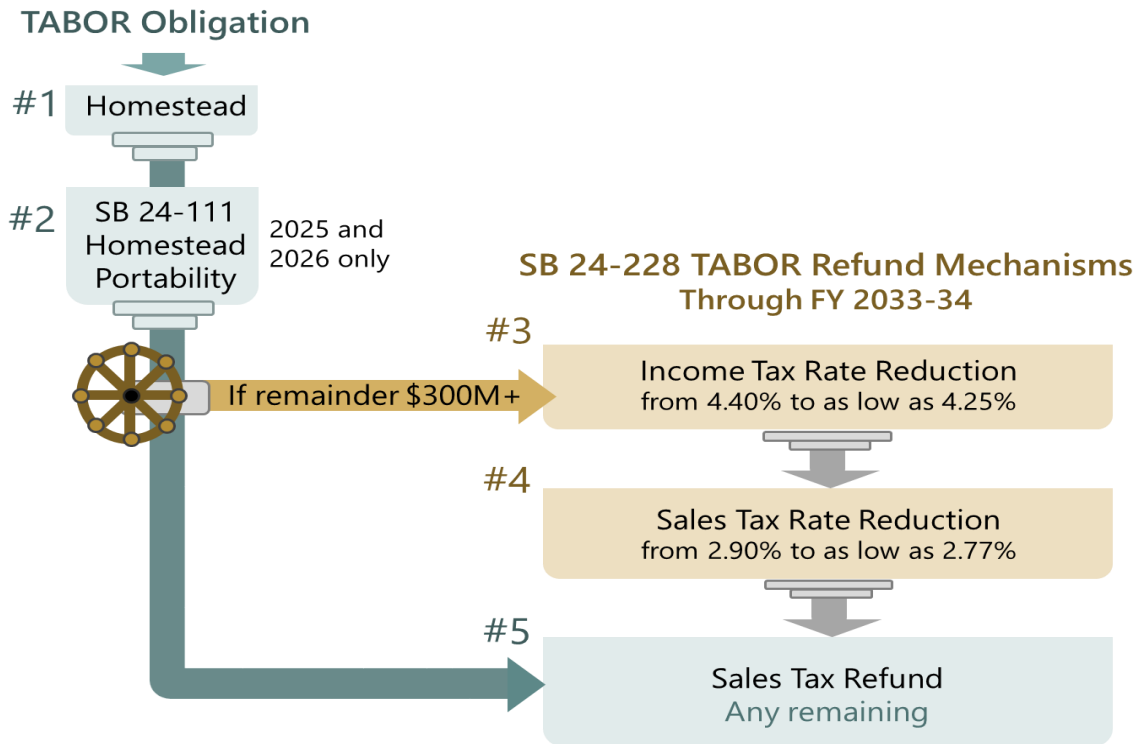 TABOR Obligation
#1
Homestead
#2
SB 24-111
Homestead
Portability
2025 and
2026 only
SB 24-228 TABOR Refund Mechanisms
Through FY 2033-34
#3
If remainder $300M+
Income Tax Rate Reduction
from 4.40% to as low as 4.25%
#4
Sales Tax Rate Reduction
from 2.90% to as low as 2.77%
#5
Sales Tax Refund
Any remaining